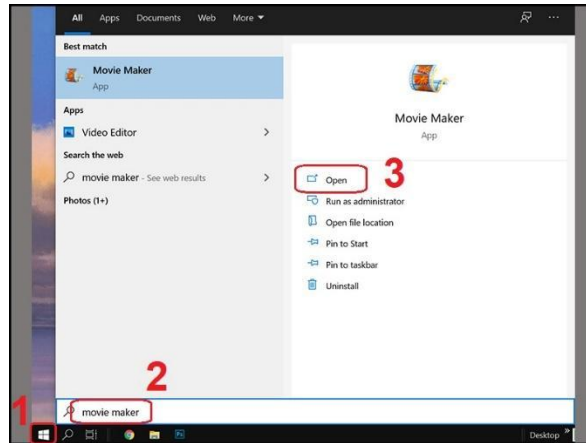 All Apps Documents Web More
Best match
Movie Maker
App
Apps
Video Editor
Search the web
movie maker - See web results
Photos (1+)
Movie Maker
App
Open
3
Run as administrator
Open file location
Pin to Start
Pin to taskbar
Uninstall
2
movie maker
1
Ps
Desktop »